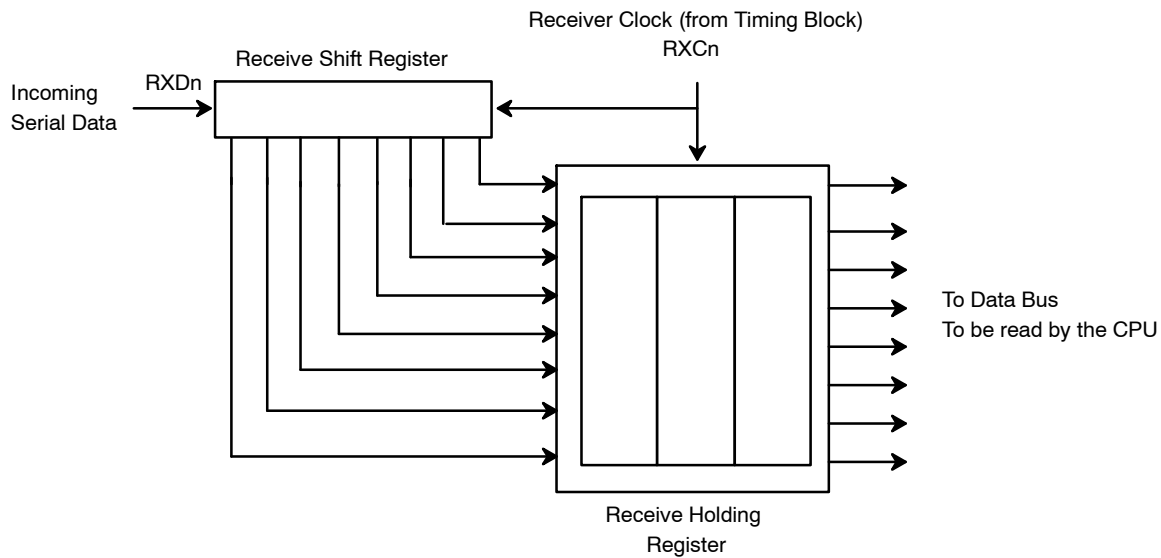 Receiver Clock (from Timing Block)
RXCn
Receive Shift Register
RXDn
Incoming
Serial Data
To Data Bus
To be read by the CPU
Receive Holding
Register